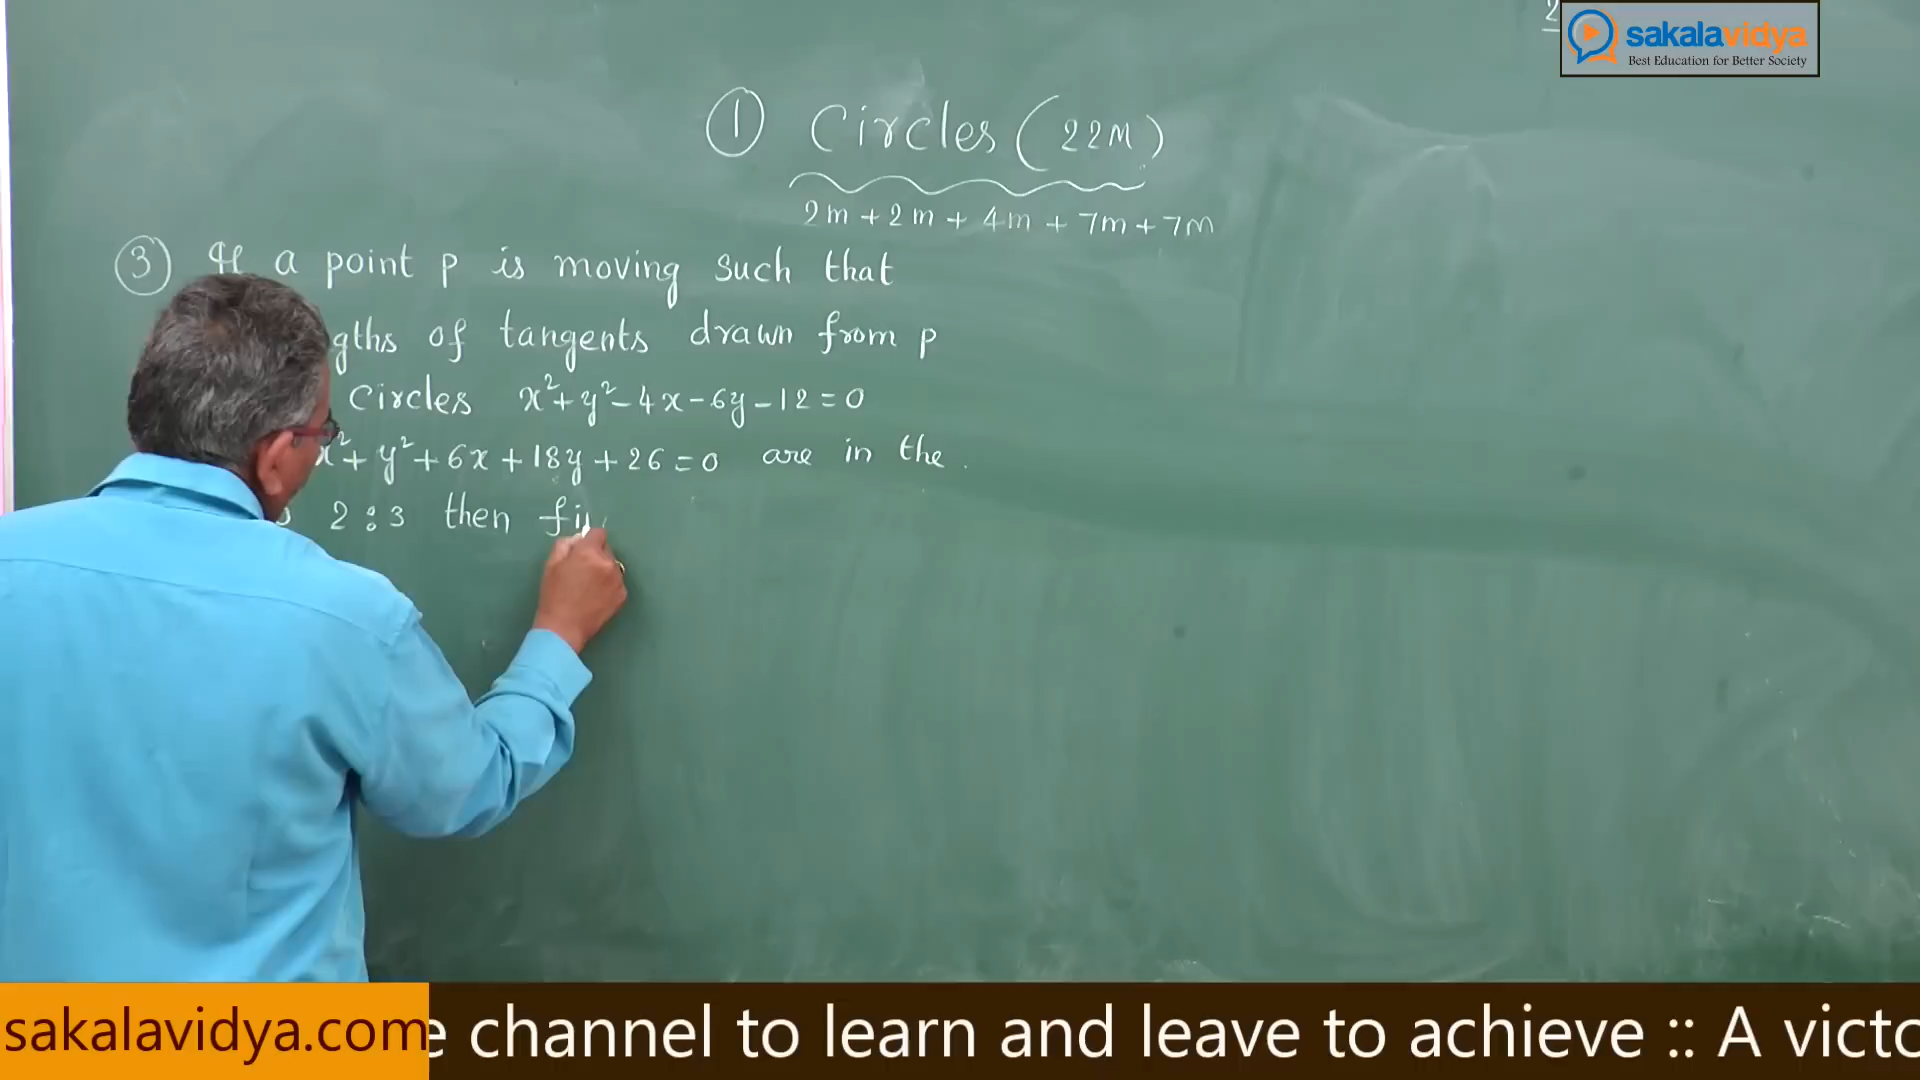 2
sakalavidya
Best Education for Better Society
① Circles (22M)
2m + 2m + 4m + 7m + 7M
③ If a point p is moving such that
gths of tangents drawn from p
Circles x²+y²-4x-6y-12=0
x²+y²+6x+18y+26=0 are in the
2:3 then fi
sakalavidya.com
e channel to learn and leave to achieve :: A victo